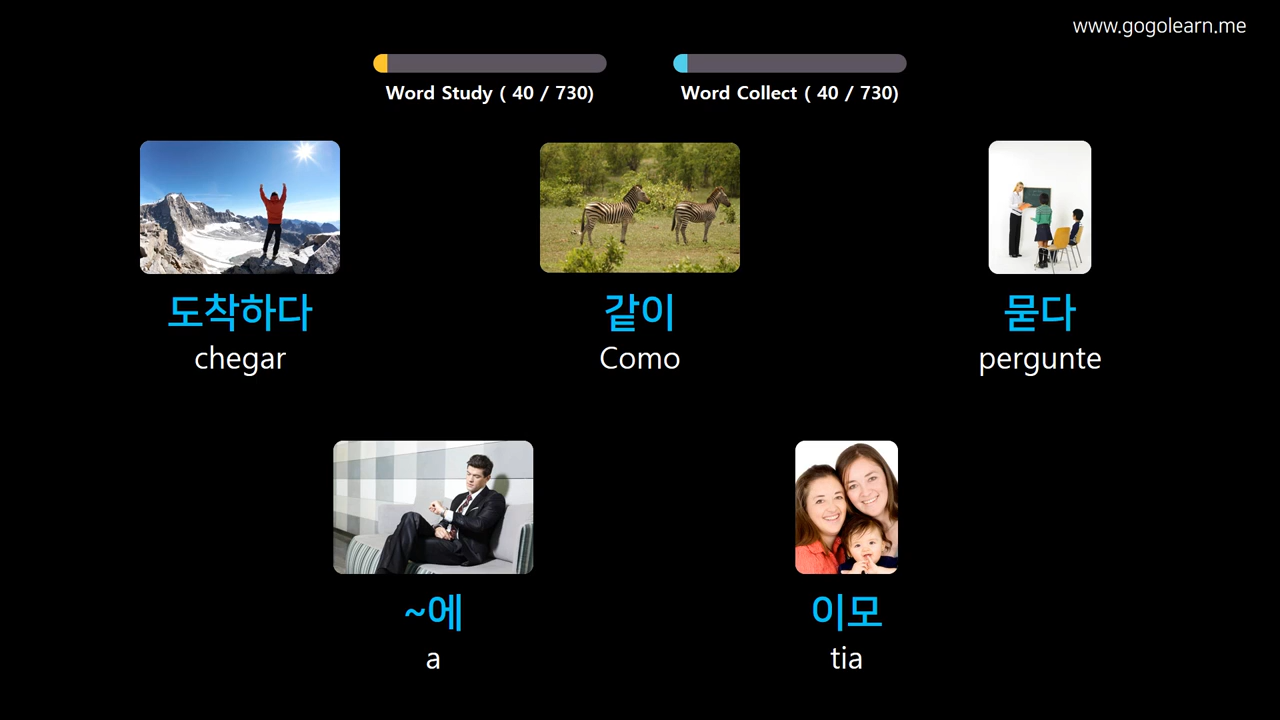 www.gogolearn.me
Word Study ( 40 / 730)
Word Collect ( 40 / 730)
도착하다
chegar
같이
Como
묻다
pergunte
~에
a
이모
tia